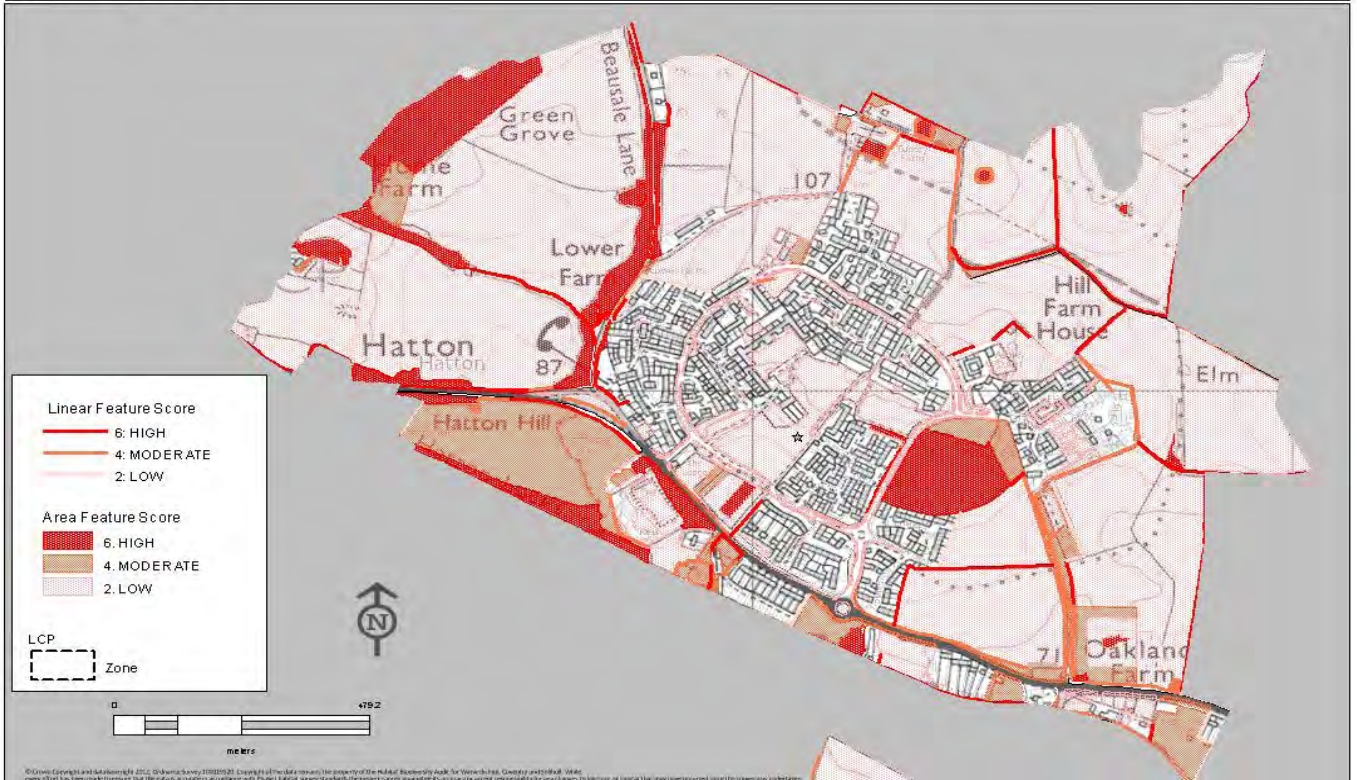 Beausale Lane
Green
Grove
Farm
107
Lower
Farm
Hill
Farm
House
Hatton
Hatton
87
Elm
Hatton Hill
Linear Feature Score
6: HIGH
4: MODERATE
2: LOW
Area Feature Score
6. HIGH
4. MODERATE
2. LOW
LCP
Zone
N
0
479.2
meters
71
Oakland
Farm